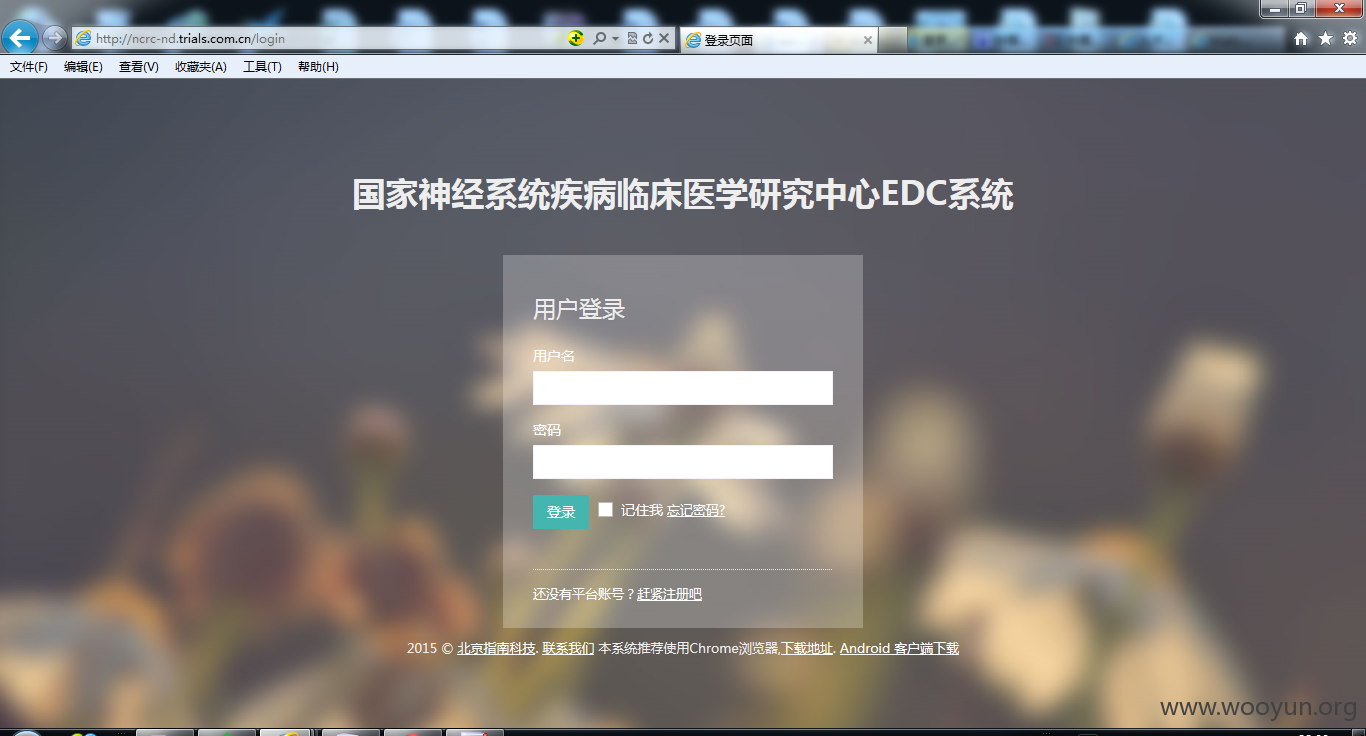 http://ncrc-nd.trials.com.cn/login
登录页面
文件(F) 编辑(E) 查看(V) 收藏夹(A) 工具(T) 帮助(H)
国家神经系统疾病临床医学研究中心EDC系统
用户登录
用户名
密码
登录 记住我 忘记密码?
还没有平台账号？赶紧注册吧
2015 © 北京指南科技. 联系我们 本系统推荐使用Chrome浏览器,下载地址. Android 客户端下载
www.wooyun.org